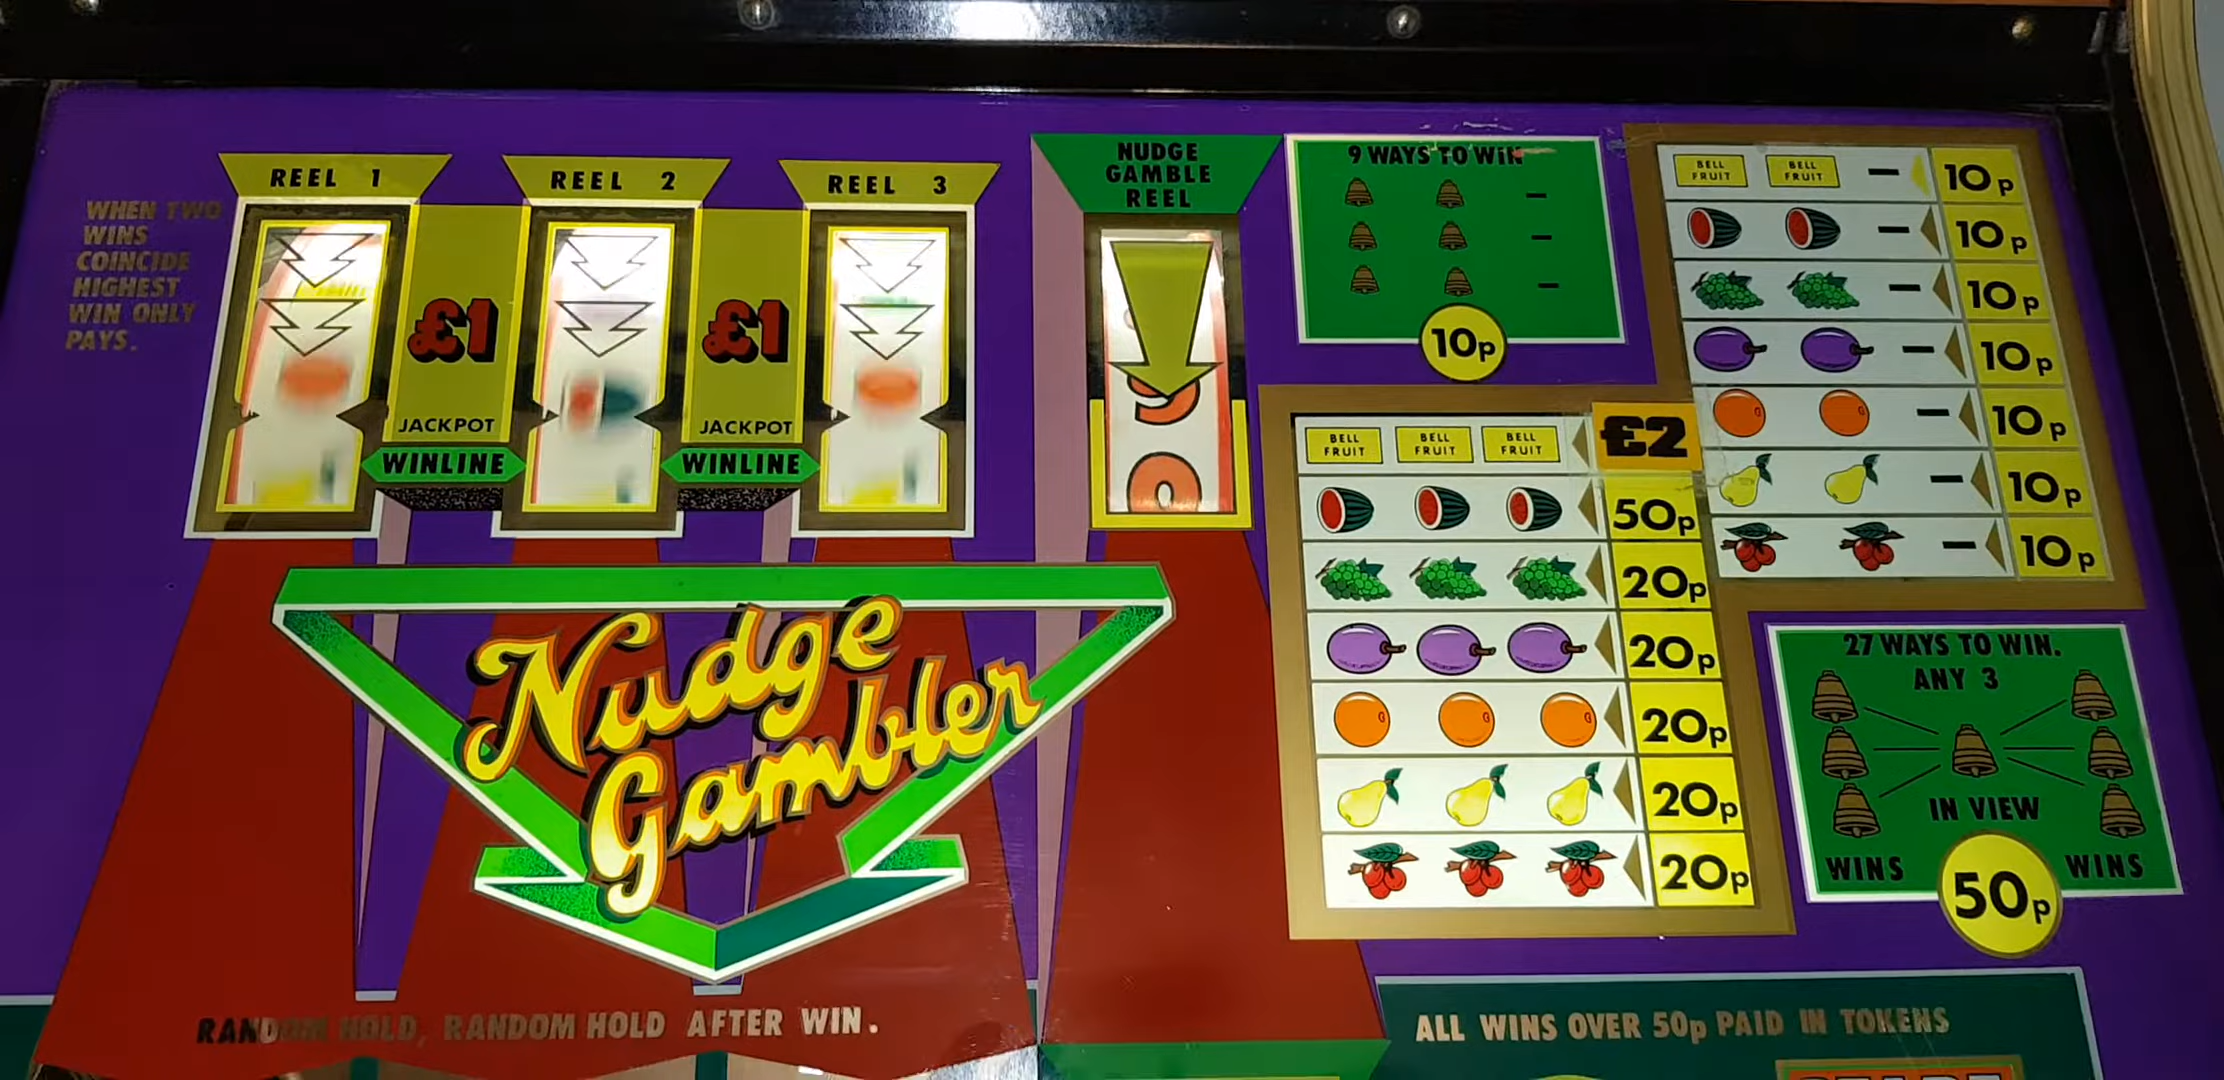 WHEN TWO
WINS
COINCIDE
HIGHEST
WIN ONLY
PAYS.
REEL 1
REEL 2
REEL 3
£1
JACKPOT
WINLINE
£1
JACKPOT
WINLINE
NUDGE
GAMBLE
REEL
9 WAYS TO WiN
10p
BELL FRUIT
BELL FRUIT
10p
10p
10p
10p
10p
10p
10p
BELL FRUIT
BELL FRUIT
BELL FRUIT
£2
50p
20p
20p
20p
20p
20p
27 WAYS TO WIN.
ANY 3
IN VIEW
WINS
WINS
50p
Nudge
Gambler
RANDOM HOLD, RANDOM HOLD AFTER WIN.
ALL WINS OVER 50p PAID IN TOKENS